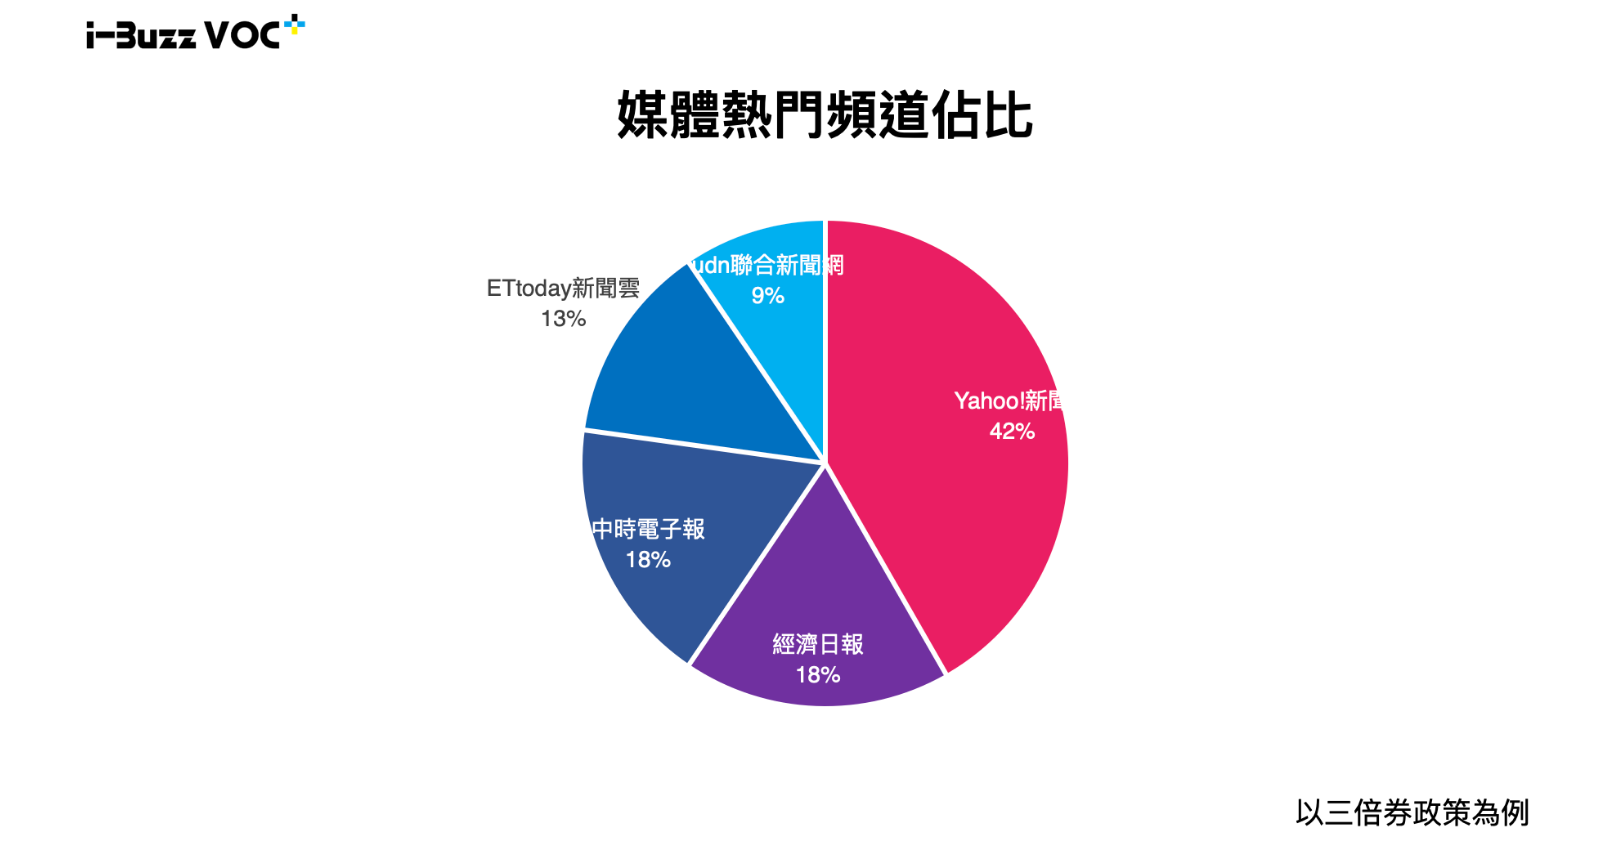 i-Buzz VOC+
媒體熱門頻道佔比
udn聯合新聞網
9%
ETtoday新聞雲
13%
Yahoo!新聞
42%
中時電子報
18%
經濟日報
18%
以三倍券政策為例